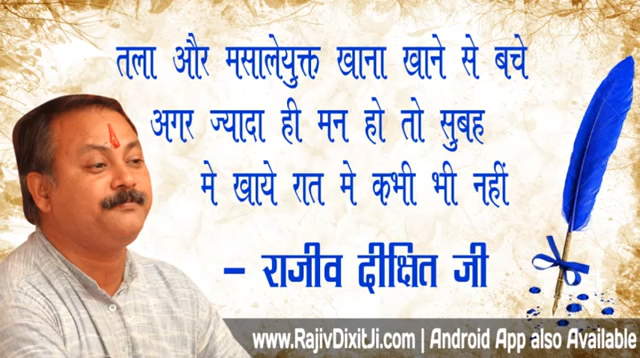 तला और मसालेयुक्त खाना खाने से बचे
अगर ज्यादा ही मन हो तो सुबह
मे खाये रात मे कभी भी नहीं
– राजीव दीक्षित जी
www.RajivDixitJi.com | Android App also Available